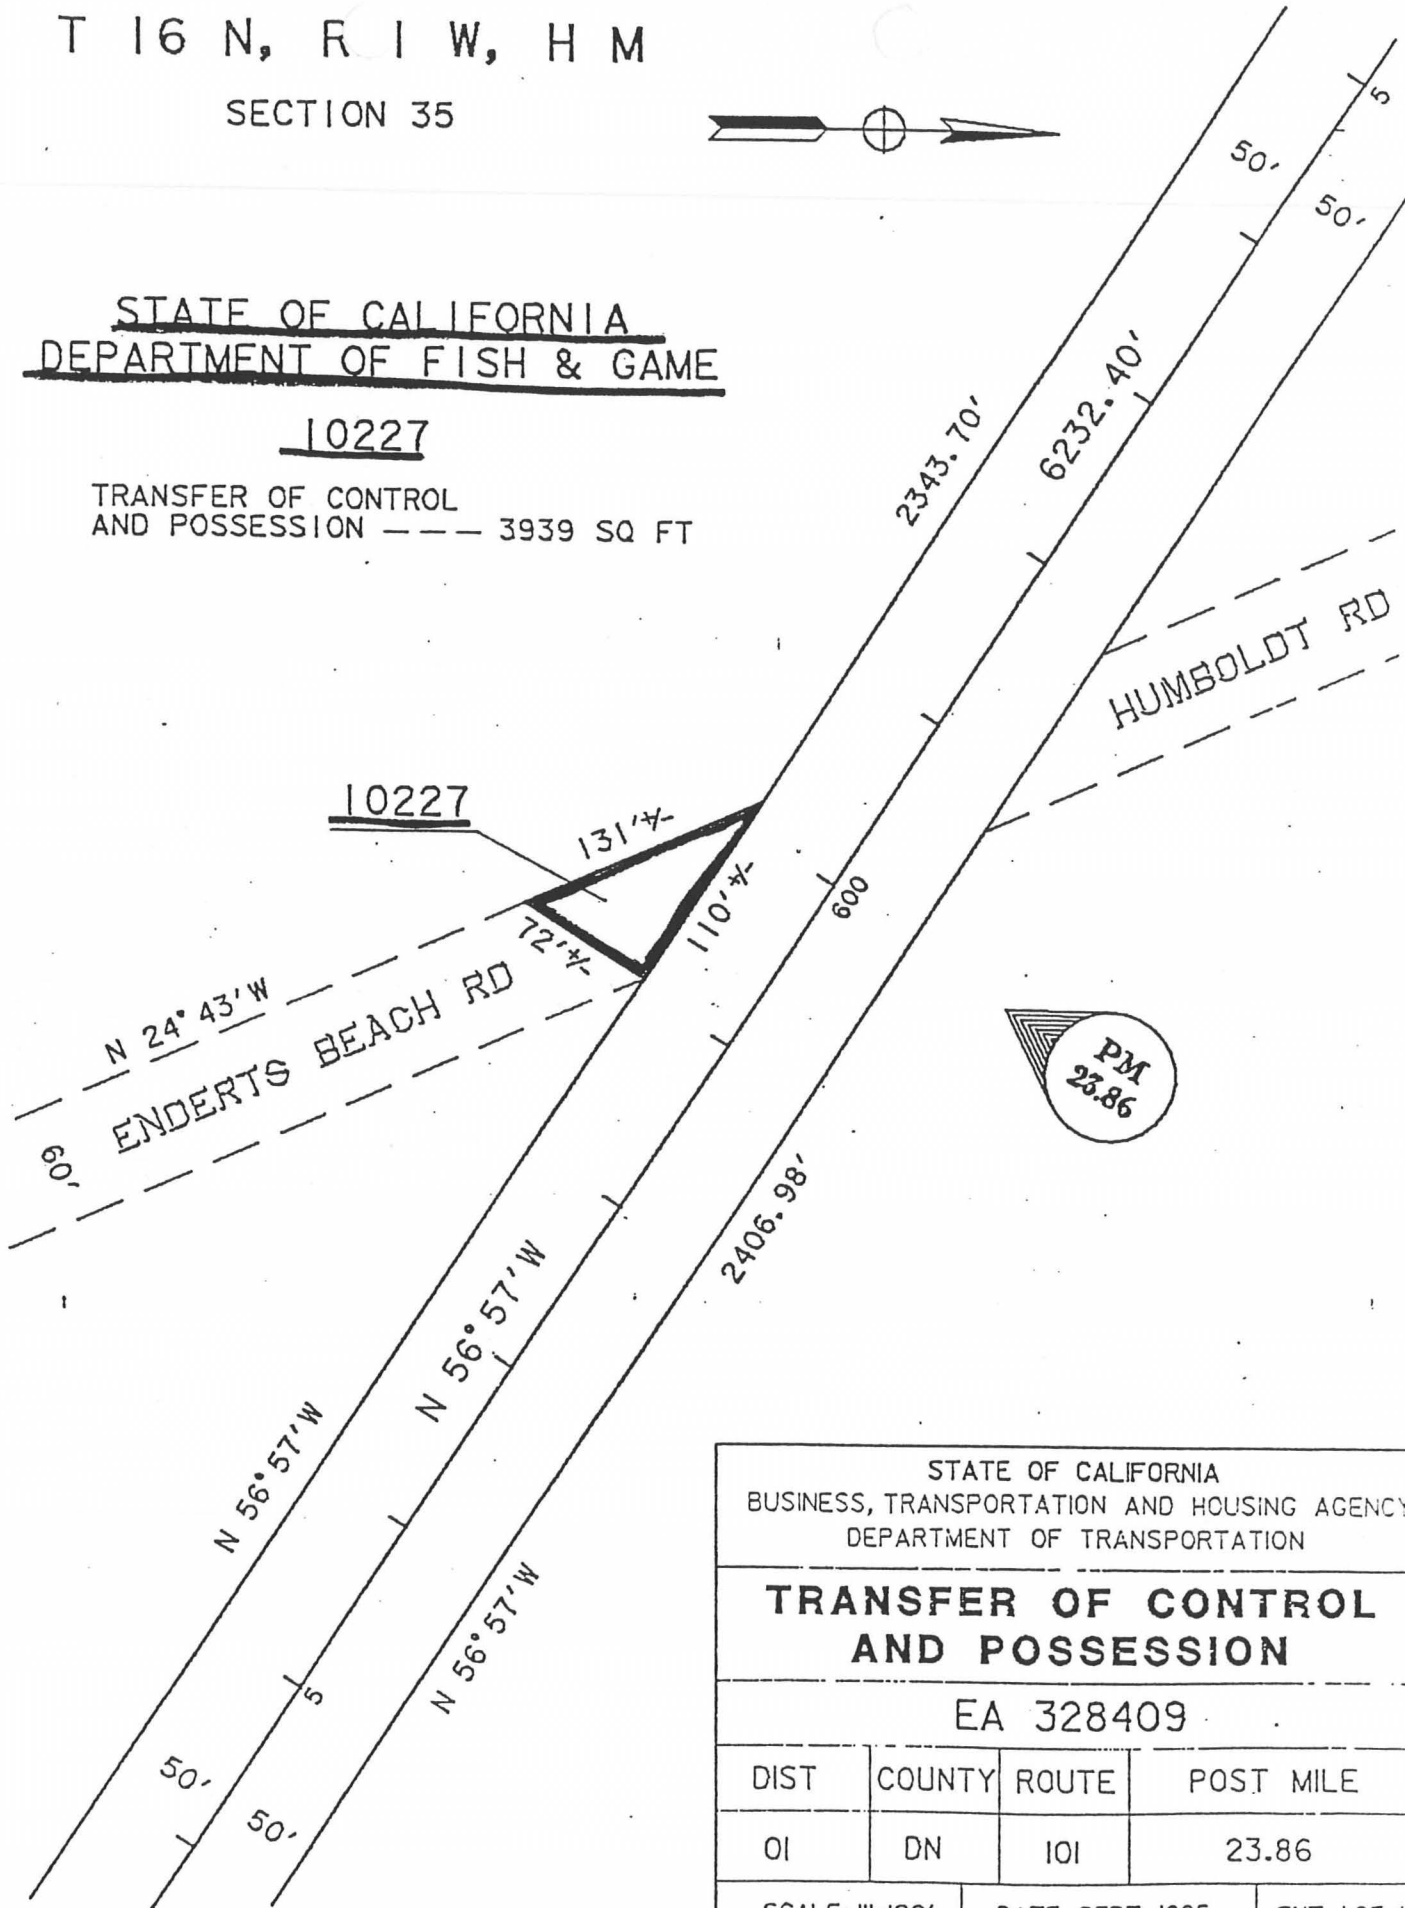 T 16 N, R 1 W, H M
SECTION 35
STATE OF CALIFORNIA
DEPARTMENT OF FISH & GAME
10227
TRANSFER OF CONTROL
AND POSSESSION --- 3939 SQ FT
5
50'
50'
2343.70'
6232.40'
HUMBOLDT RD
10227
131'+/-
110'+/-
72'+/-
600
N 24°43'W
ENDERTS BEACH RD
60'
PM
23.86
2406.98'
N 56°57'W
N 56°57'W
N 56°57'W
5
50'
50'
STATE OF CALIFORNIA
BUSINESS, TRANSPORTATION AND HOUSING AGENCY
DEPARTMENT OF TRANSPORTATION
TRANSFER OF CONTROL
AND POSSESSION
EA 328409
DIST COUNTY ROUTE POST MILE
01 DN 101 23.86